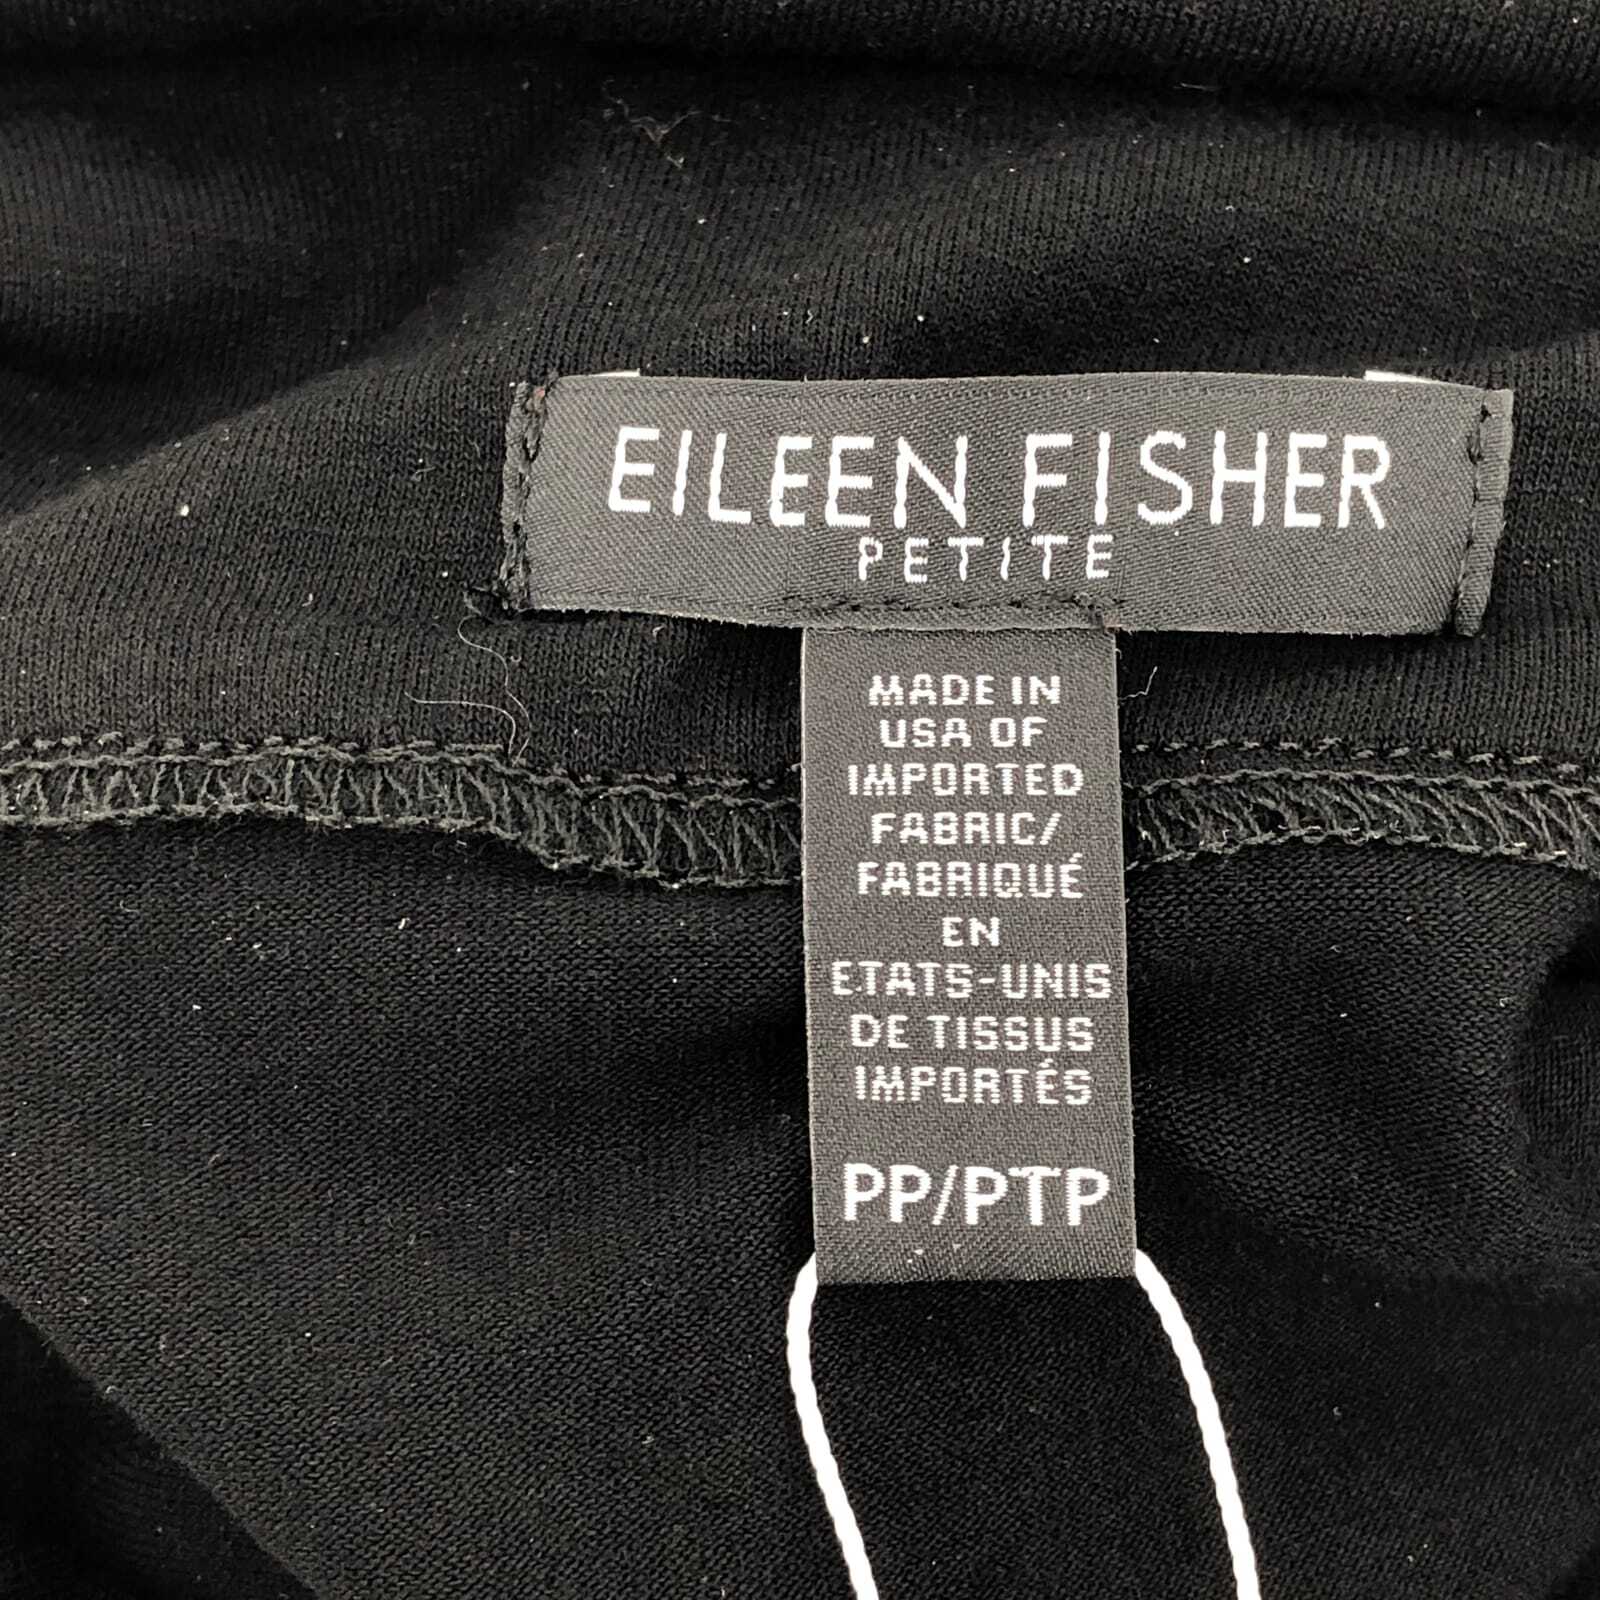 EILEEN FISHER
PETITE
MADE IN
USA OF
IMPORTED
FABRIC/
FABRIQUÉ
EN
ETATS-UNIS
DE TISSUS
IMPORTÉS
PP/PTP